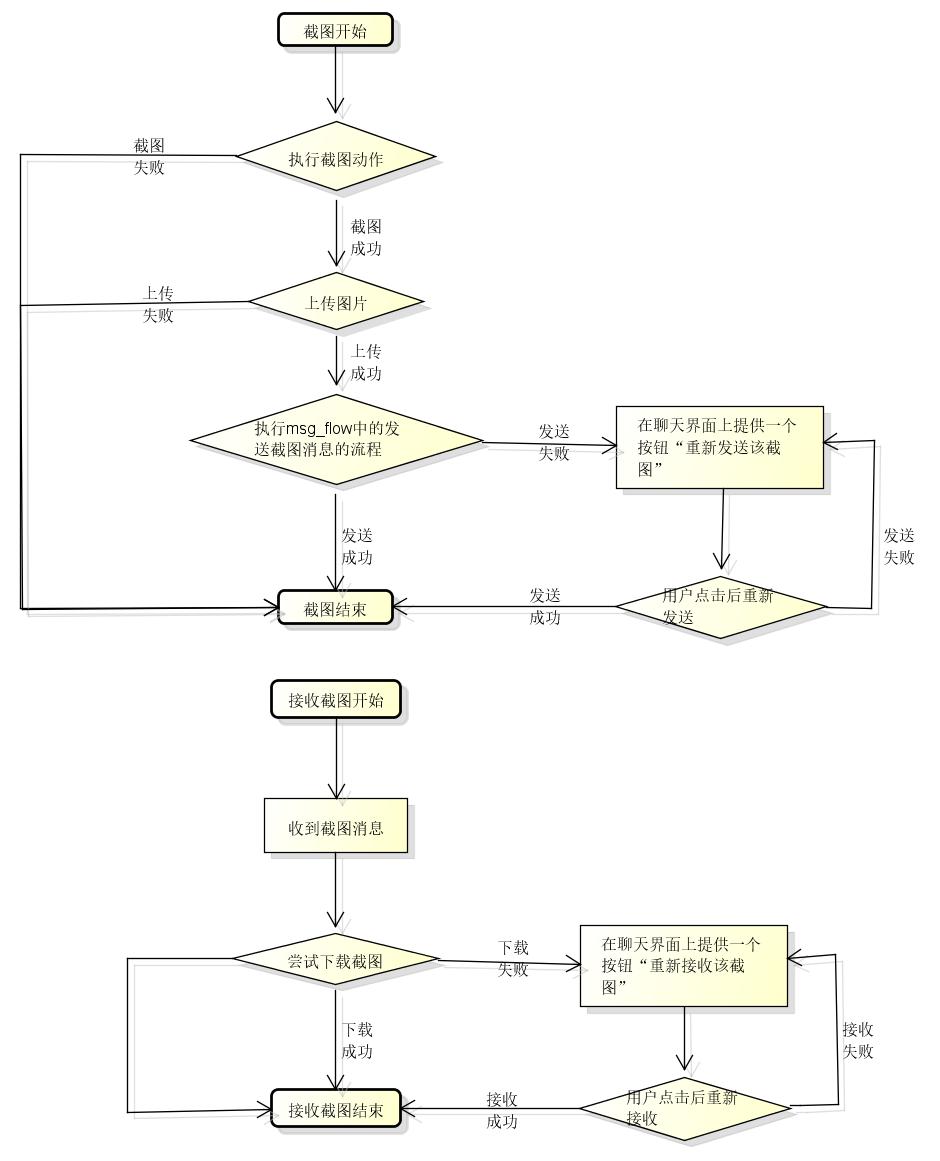 截图开始
截图
失败
执行截图动作
截图
成功
上传
失败
上传图片
上传
成功
执行msg_flow中的发
送截图消息的流程
发送
失败
在聊天界面上提供一个
按钮“重新发送该截
图”
发送
成功
发送
失败
截图结束
发送
成功
用户点击后重新
发送
接收截图开始
收到截图消息
尝试下载截图
下载
失败
在聊天界面上提供一个
按钮“重新接收该截
图”
下载
成功
接收
失败
接收截图结束
接收
成功
用户点击后重新
接收